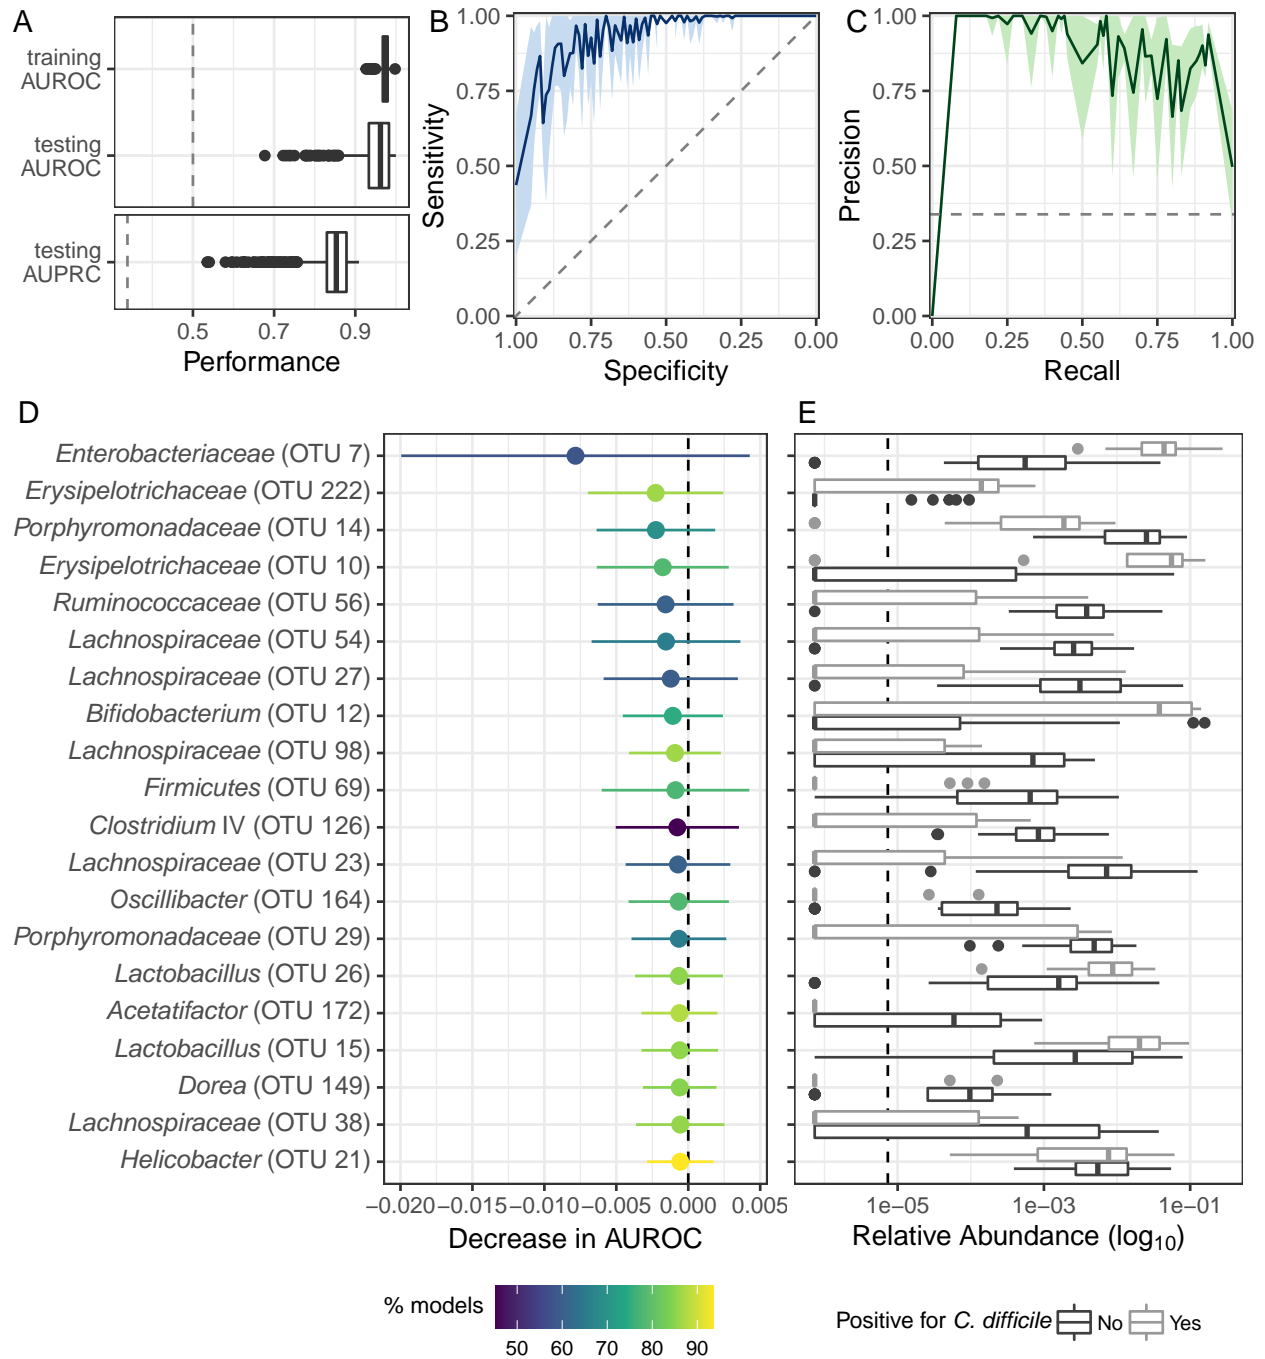 A
training
AUROC
testing
AUROC
testing
AUPRC
0.5 0.7 0.9
Performance
B
1.00
0.75
0.50
0.25
0.00
Sensitivity
1.00 0.75 0.50 0.25 0.00
Specificity
C
1.00
0.75
0.50
0.25
0.00
Precision
0.00 0.25 0.50 0.75 1.00
Recall
D
Enterobacteriaceae (OTU 7)
Erysipelotrichaceae (OTU 222)
Porphyromonadaceae (OTU 14)
Erysipelotrichaceae (OTU 10)
Ruminococcaceae (OTU 56)
Lachnospiraceae (OTU 54)
Lachnospiraceae (OTU 27)
Bifidobacterium (OTU 12)
Lachnospiraceae (OTU 98)
Firmicutes (OTU 69)
Clostridium IV (OTU 126)
Lachnospiraceae (OTU 23)
Oscillibacter (OTU 164)
Porphyromonadaceae (OTU 29)
Lactobacillus (OTU 26)
Acetatifactor (OTU 172)
Lactobacillus (OTU 15)
Dorea (OTU 149)
Lachnospiraceae (OTU 38)
Helicobacter (OTU 21)
−0.020 −0.015 −0.010 −0.005 0.000 0.005
Decrease in AUROC
% models
50 60 70 80 90
E
1e−05 1e−03 1e−01
Relative Abundance (log10)
Positive for C. difficile No Yes